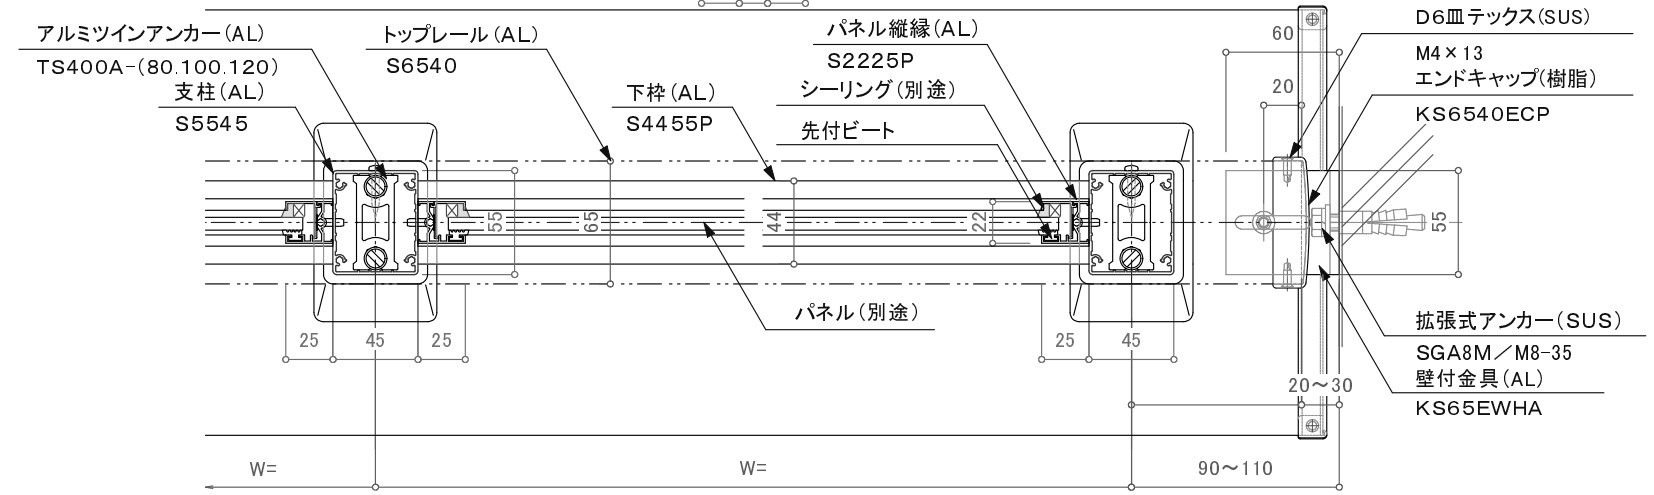 アルミツインアンカー(AL)
TS400A-(80.100.120)
支柱(AL)
S5545
トップレール(AL)
S6540
下枠(AL)
S4455P
パネル縦縁(AL)
S2225P
シーリング(別途)
先付ビート
D6皿テックス(SUS)
M4×13
エンドキャップ(樹脂)
KS6540ECP
60
20
55
65
44
22
55
パネル(別途)
25
45
25
25
45
拡張式アンカー(SUS)
SGA8M/M8-35
壁付金具(AL)
KS65EWHA
20~30
W=
W=
90~110